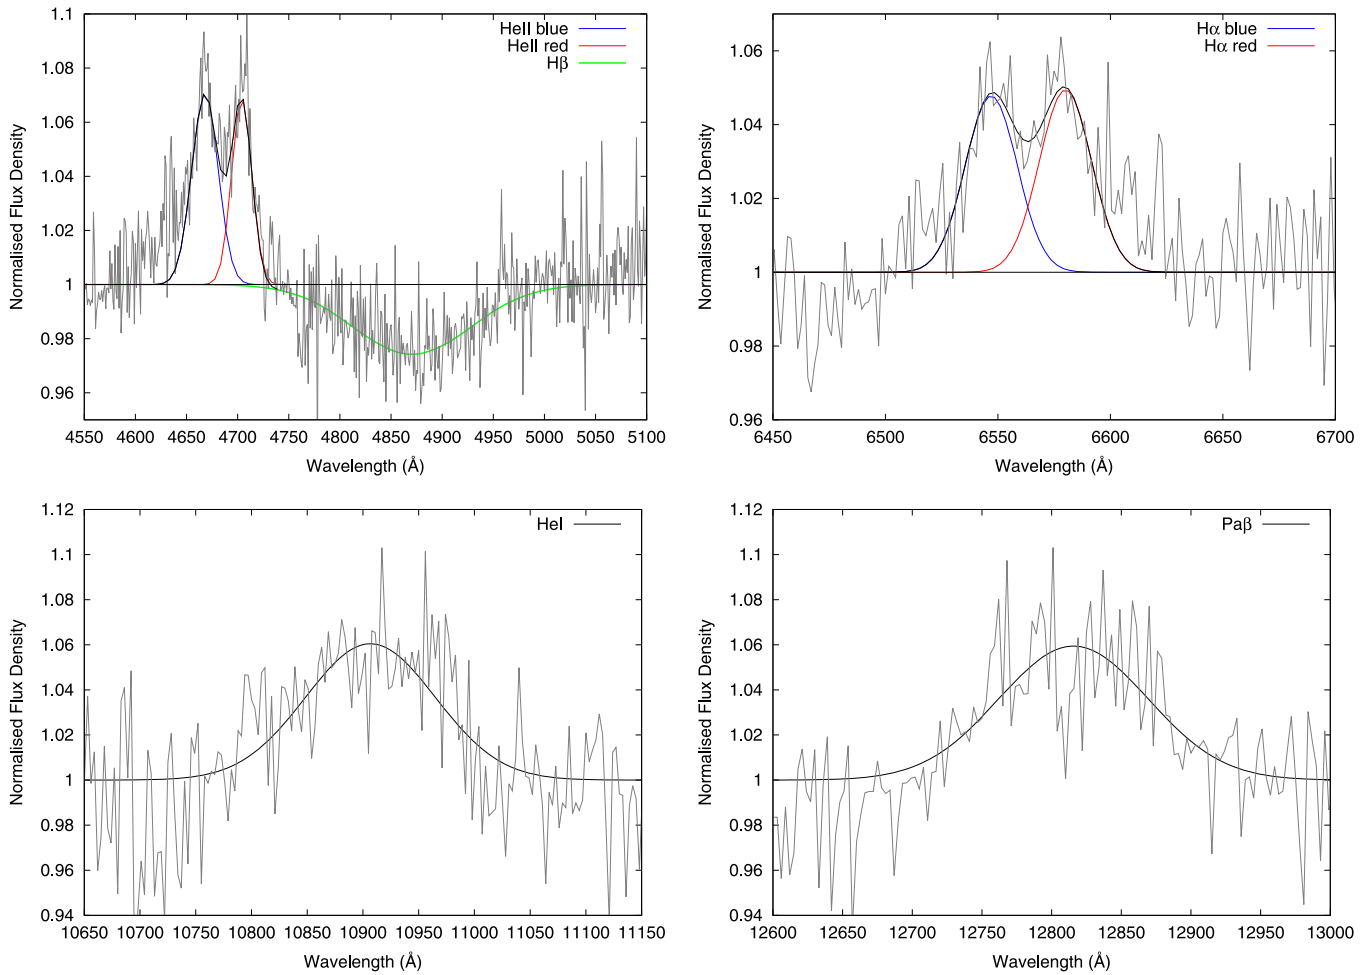 HeII blue
HeII red
Hβ
Normalised Flux Density
1.1
1.08
1.06
1.04
1.02
1
0.98
0.96
4550 4600 4650 4700 4750 4800 4850 4900 4950 5000 5050 5100
Wavelength (Å)
Hα blue
Hα red
Normalised Flux Density
1.06
1.04
1.02
1
0.98
0.96
6450 6500 6550 6600 6650 6700
Wavelength (Å)
HeI
Normalised Flux Density
1.12
1.1
1.08
1.06
1.04
1.02
1
0.98
0.96
0.94
10650 10700 10750 10800 10850 10900 10950 11000 11050 11100 11150
Wavelength (Å)
Paβ
Normalised Flux Density
1.12
1.1
1.08
1.06
1.04
1.02
1
0.98
0.96
0.94
12600 12650 12700 12750 12800 12850 12900 12950 13000
Wavelength (Å)